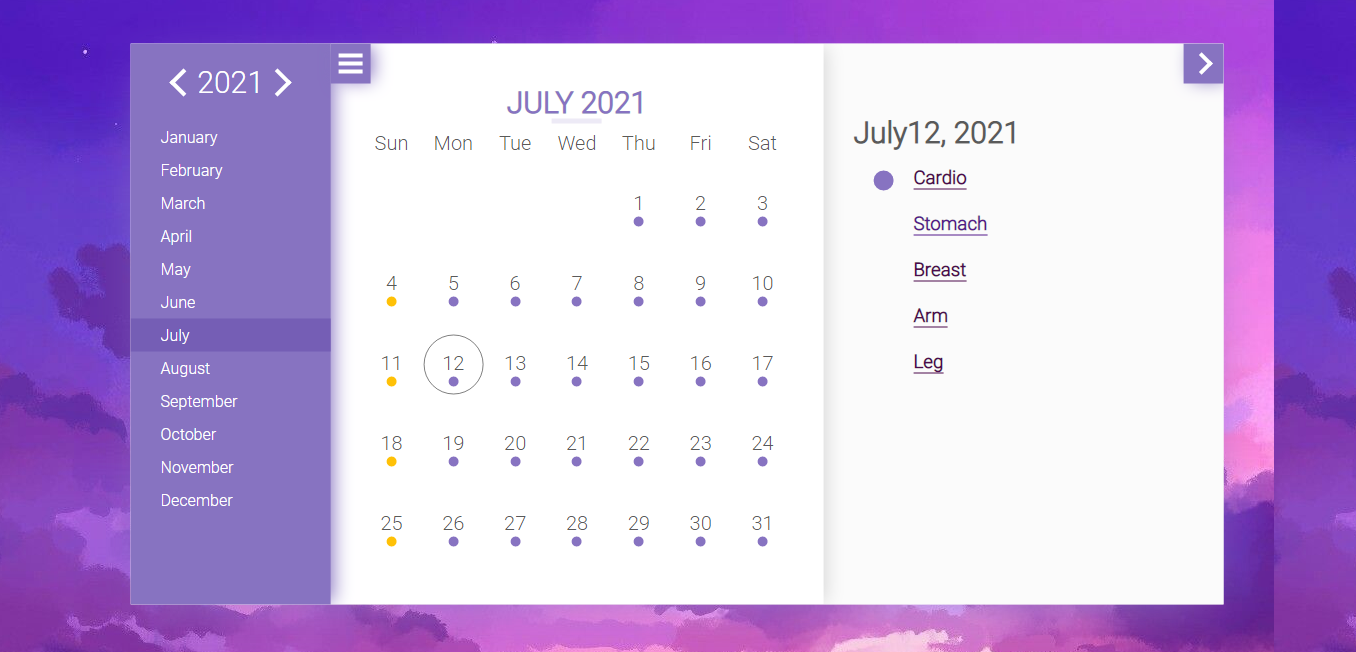 2021
January
February
March
April
May
June
July
August
September
October
November
December
JULY 2021
Sun Mon Tue Wed Thu Fri Sat
1 2 3
4 5 6 7 8 9 10
11 12 13 14 15 16 17
18 19 20 21 22 23 24
25 26 27 28 29 30 31
July12, 2021
Cardio
Stomach
Breast
Arm
Leg